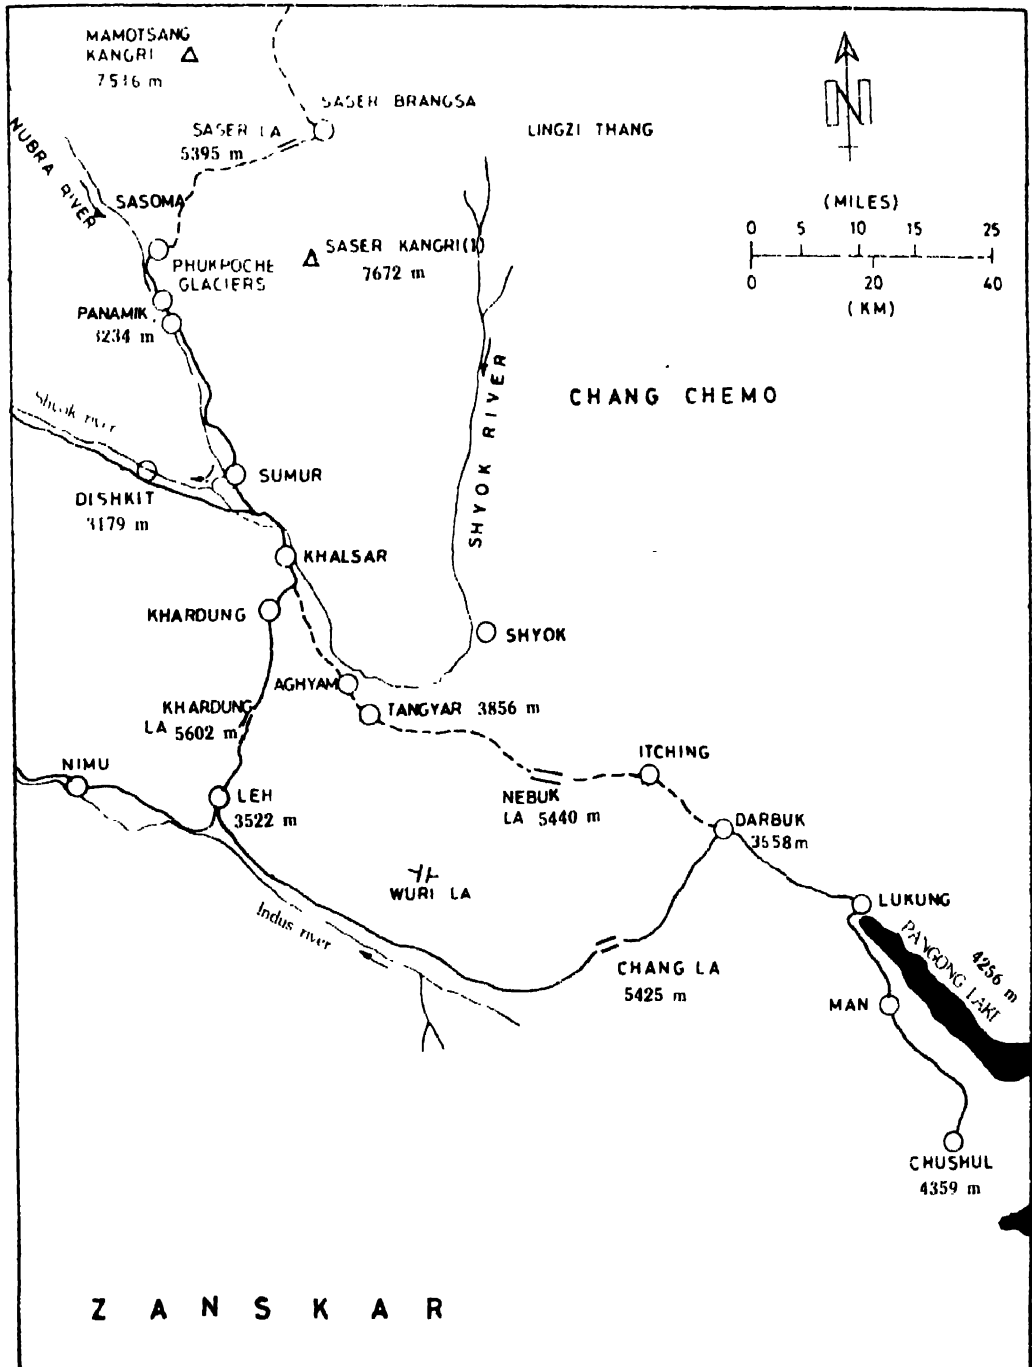 MAMOTSANG
KANGRI
SASER BRANGSA
SASER LA
5395 m
LINGZI THANG
NUBRA RIVER
SASOMA
N
(MILES)
0 5 10 15 25
0 20 40
(KM)
SASER KANGRI(1)
7672 m
PHUKPOCHE
GLACIERS
PANAMIK
3234 m
SHYOK RIVER
CHANG CHEMO
Shyok river
SUMUR
DISHKIT
3179 m
KHALSAR
KHARDUNG
SHYOK
AGHYAM
TANGYAR 3856 m
KHARDUNG
LA 5602 m
ITCHING
NIMU
LEH
3522 m
NEBUK
LA 5440 m
DARBUK
WURI LA
LUKUNG
Indus river
PANGONG LAKE
4256 m
CHANG LA
5425 m
MAN
CHUSHUL
4359 m
ZANSKAR